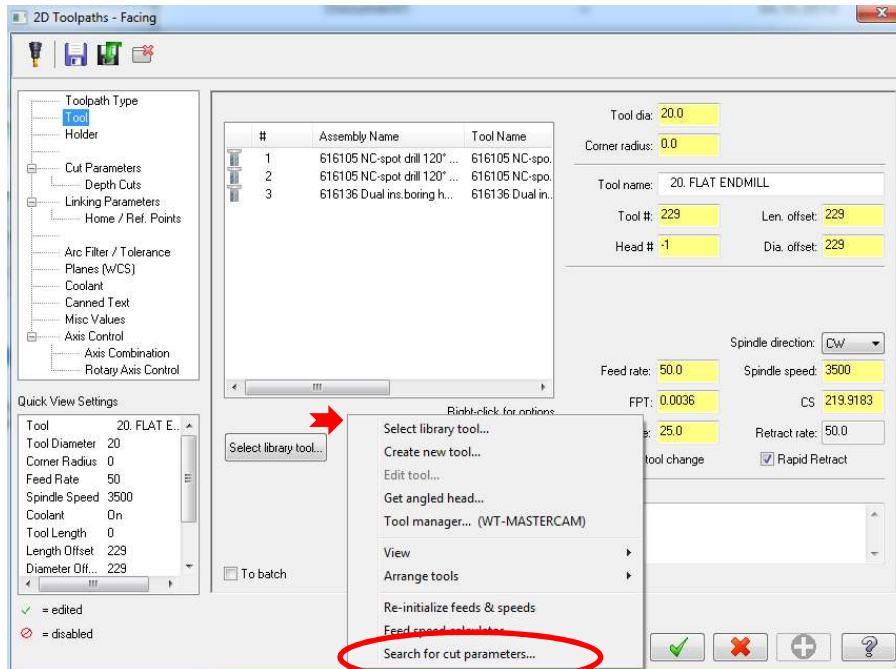 2D Toolpaths - Facing
Toolpath Type
Tool
Holder
Cut Parameters
Depth Cuts
Linking Parameters
Home / Ref. Points
Arc Filter / Tolerance
Planes (WCS)
Coolant
Canned Text
Misc Values
Axis Control
Axis Combination
Rotary Axis Control
Quick View Settings
Tool 20. FLAT E...
Tool Diameter 20
Corner Radius 0
Feed Rate 50
Spindle Speed 3500
Coolant On
Tool Length 0
Length Offset 229
Diameter Off... 229
= edited
= disabled
# Assembly Name Tool Name
1 616105 NC-spot drill 120° ... 616105 NC-spo.
2 616105 NC-spot drill 120° ... 616105 NC-spo.
3 616136 Dual ins.boring h... 616136 Dual in..
Right-click for options
Select library tool...
To batch
Select library tool...
Create new tool...
Edit tool...
Get angled head...
Tool manager... (WT-MASTERCAM)
View
Arrange tools
Re-initialize feeds & speeds
Feed speed calculator...
Search for cut parameters...
Tool dia: 20.0
Corner radius: 0.0
Tool name: 20. FLAT ENDMILL
Tool #: 229 Len. offset: 229
Head # -1 Dia. offset: 229
Spindle direction: CW
Feed rate: 50.0 Spindle speed: 3500
FPT: 0.0036 CS 219.9183
25.0 Retract rate: 50.0
tool change Rapid Retract